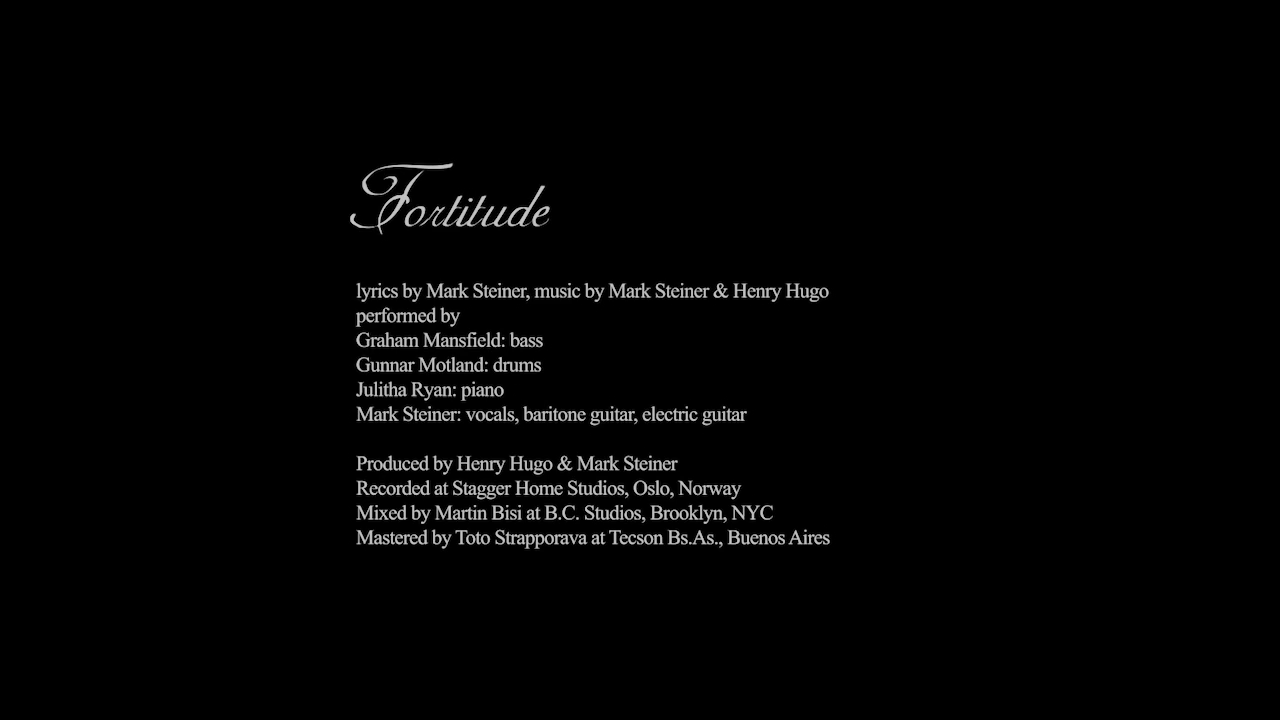 Fortitude
lyrics by Mark Steiner, music by Mark Steiner & Henry Hugo
performed by
Graham Mansfield: bass
Gunnar Motland: drums
Julitha Ryan: piano
Mark Steiner: vocals, baritone guitar, electric guitar
Produced by Henry Hugo & Mark Steiner
Recorded at Stagger Home Studios, Oslo, Norway
Mixed by Martin Bisi at B.C. Studios, Brooklyn, NYC
Mastered by Toto Strapporava at Tecson Bs.As., Buenos Aires